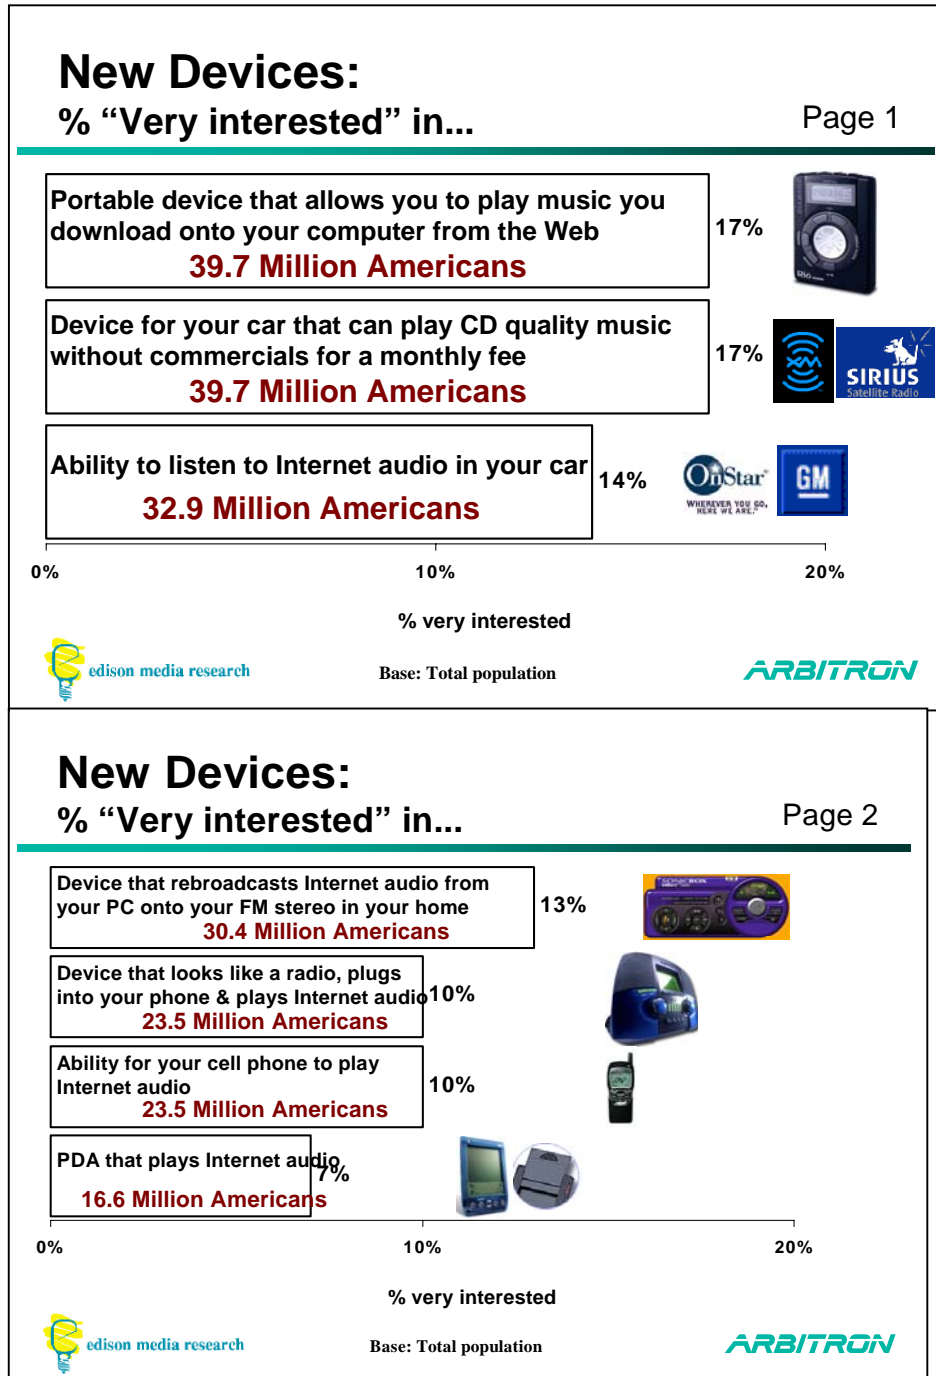 New Devices:
% “Very interested” in...
Page 1
Portable device that allows you to play music you
download onto your computer from the Web
39.7 Million Americans
17%
Device for your car that can play CD quality music
without commercials for a monthly fee
39.7 Million Americans
17%
XM
SIRIUS
Satellite Radio
Ability to listen to Internet audio in your car
32.9 Million Americans
14%
OnStar
WHEREVER YOU GO,
HERE WE ARE.
GM
0%
10%
20%
% very interested
edison media research
Base: Total population
ARBITRON
New Devices:
% “Very interested” in...
Page 2
Device that rebroadcasts Internet audio from
your PC onto your FM stereo in your home
30.4 Million Americans
13%
SONICBOX
Device that looks like a radio, plugs
into your phone & plays Internet audio
23.5 Million Americans
10%
Ability for your cell phone to play
Internet audio
23.5 Million Americans
10%
PDA that plays Internet audio
16.6 Million Americans
7%
0%
10%
20%
% very interested
edison media research
Base: Total population
ARBITRON